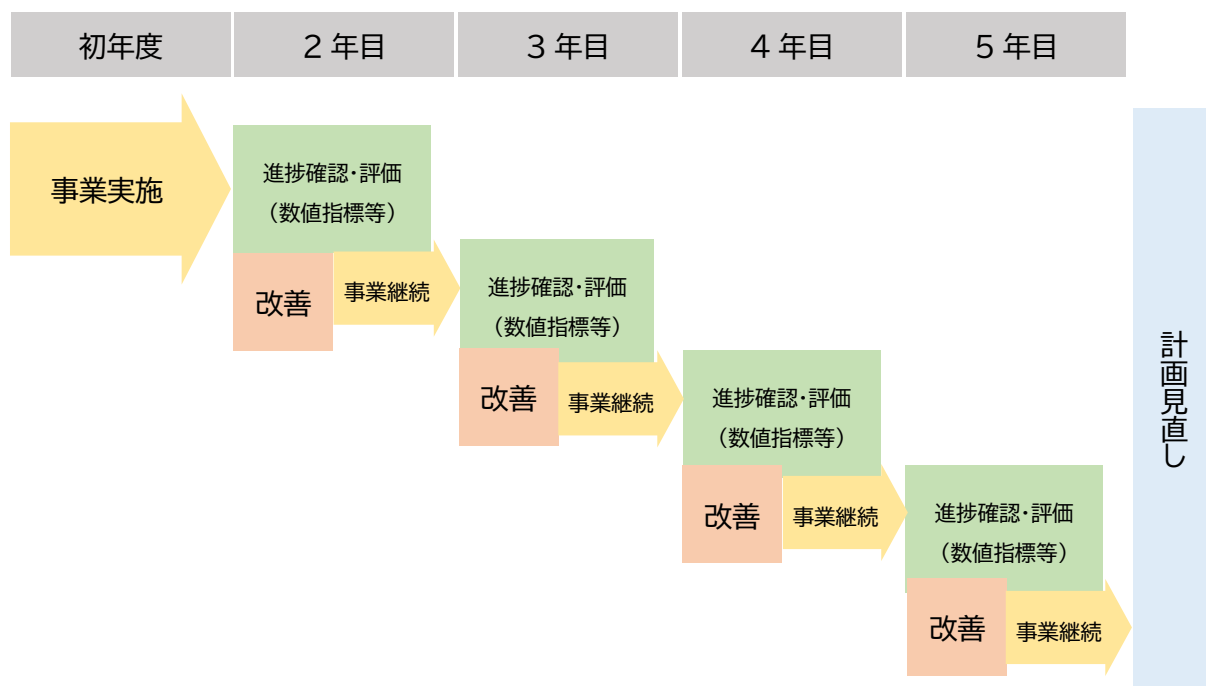 初年度
２年目
３年目
４年目
５年目
事業実施
進捗確認・評価
（数値指標等）
改善
事業継続
進捗確認・評価
（数値指標等）
改善
事業継続
進捗確認・評価
（数値指標等）
改善
事業継続
進捗確認・評価
（数値指標等）
改善
事業継続
計画見直し